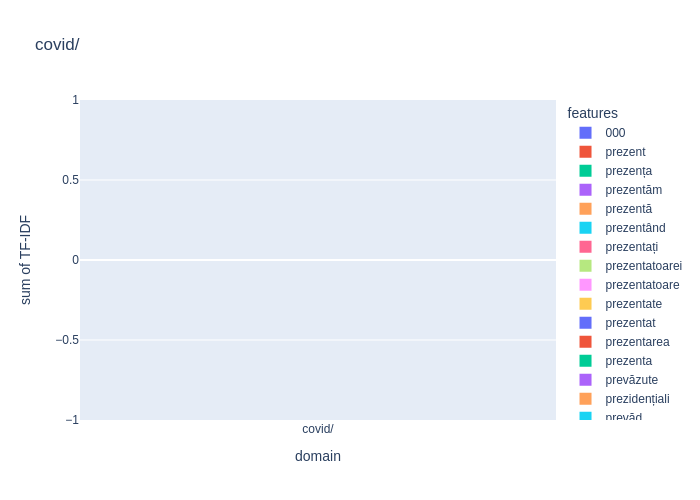 covid/
1
0.5
0
−0.5
−1
sum of TF-IDF
covid/
domain
features
000
prezent
prezența
prezentăm
prezentă
prezentând
prezentați
prezentatoarei
prezentatoare
prezentate
prezentat
prezentarea
prezenta
prevăzute
prezidențiali
prevăd